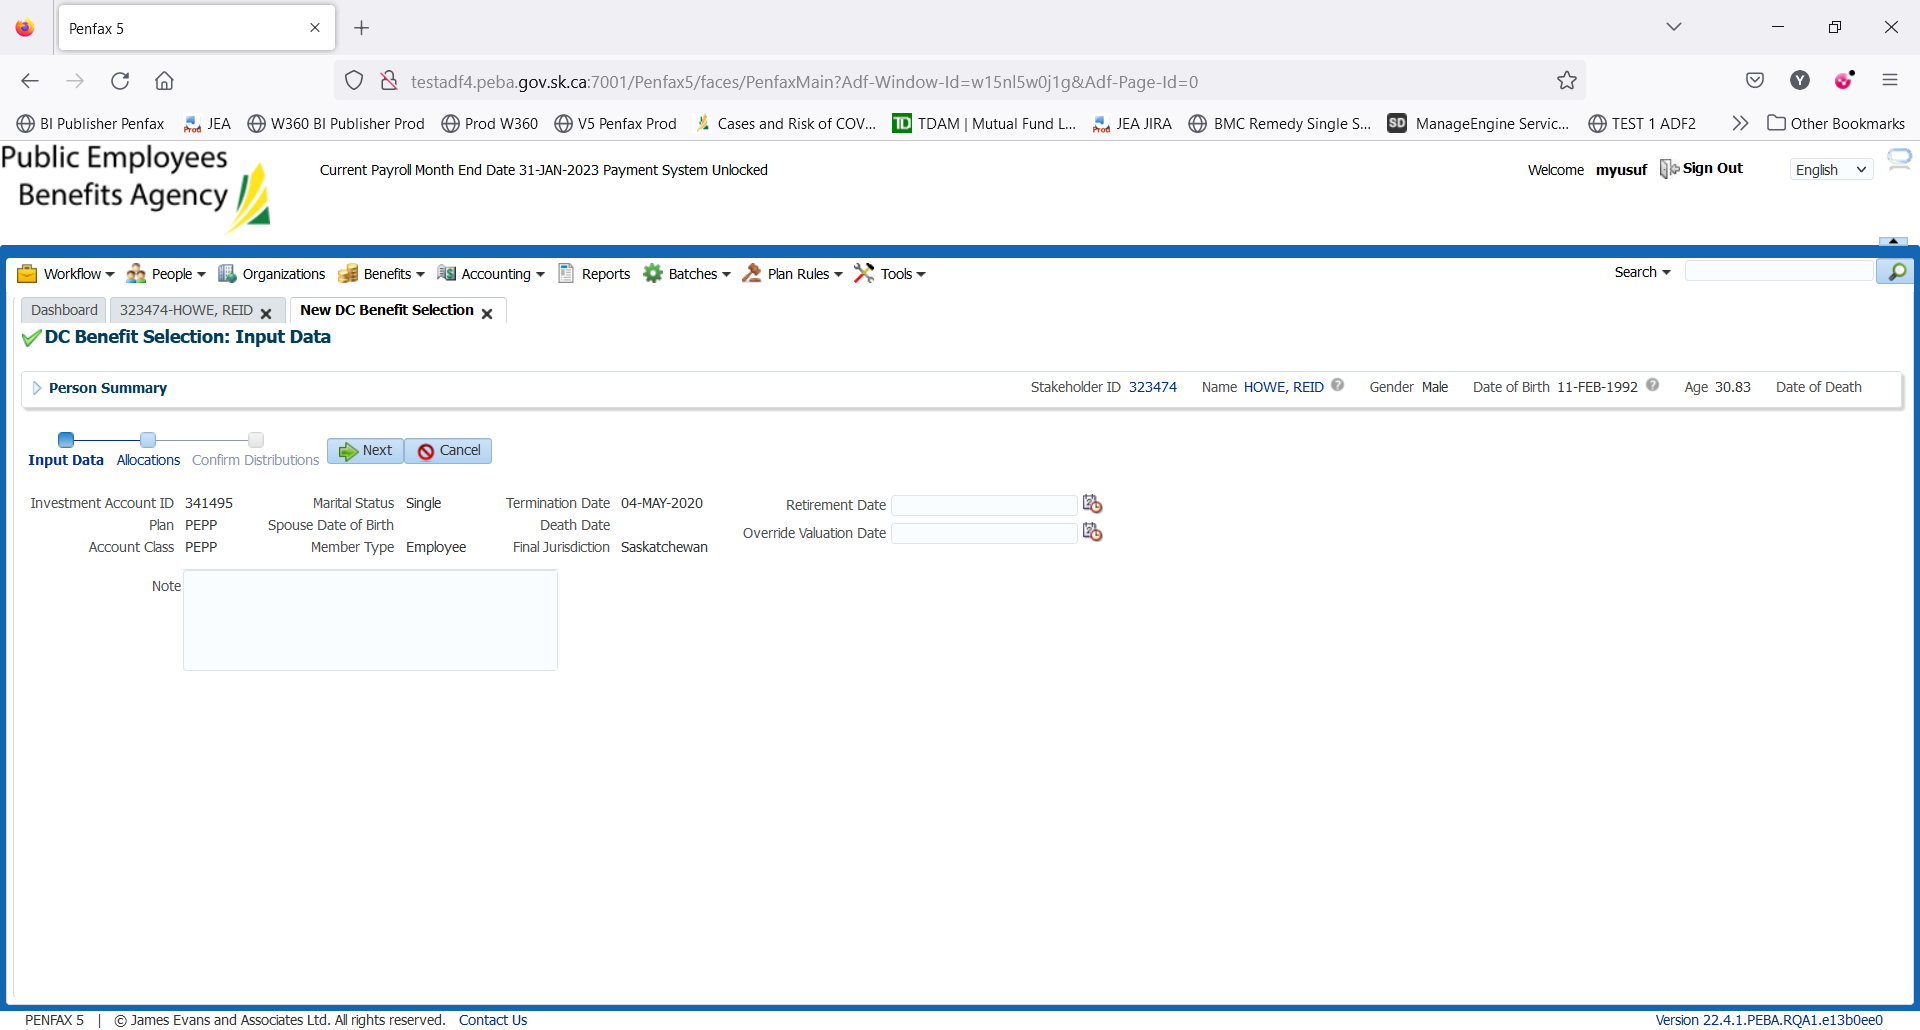 Penfax 5
testadf4.peba.gov.sk.ca:7001/Penfax5/faces/PenfaxMain?Adf-Window-Id=w15nl5w0j1g&Adf-Page-Id=0
Y
BI Publisher Penfax JEA W360 BI Publisher Prod Prod W360 V5 Penfax Prod Cases and Risk of COV... TD TDAM | Mutual Fund L... JEA JIRA BMC Remedy Single S... SD ManageEngine Servic... TEST 1 ADF2 Other Bookmarks
Public Employees
Benefits Agency
Current Payroll Month End Date 31-JAN-2023 Payment System Unlocked
Welcome myusuf Sign Out English
Workflow People Organizations Benefits Accounting Reports Batches Plan Rules Tools Search
Dashboard 323474-HOWE, REID New DC Benefit Selection
DC Benefit Selection: Input Data
Person Summary Stakeholder ID 323474 Name HOWE, REID Gender Male Date of Birth 11-FEB-1992 Age 30.83 Date of Death
Input Data Allocations Confirm Distributions Next Cancel
Investment Account ID 341495 Marital Status Single Termination Date 04-MAY-2020 Retirement Date
Plan PEPP Spouse Date of Birth Death Date Override Valuation Date
Account Class PEPP Member Type Employee Final Jurisdiction Saskatchewan
Note
PENFAX 5 | © James Evans and Associates Ltd. All rights reserved. Contact Us Version 22.4.1.PEBA.RQA1.e13b0ee0